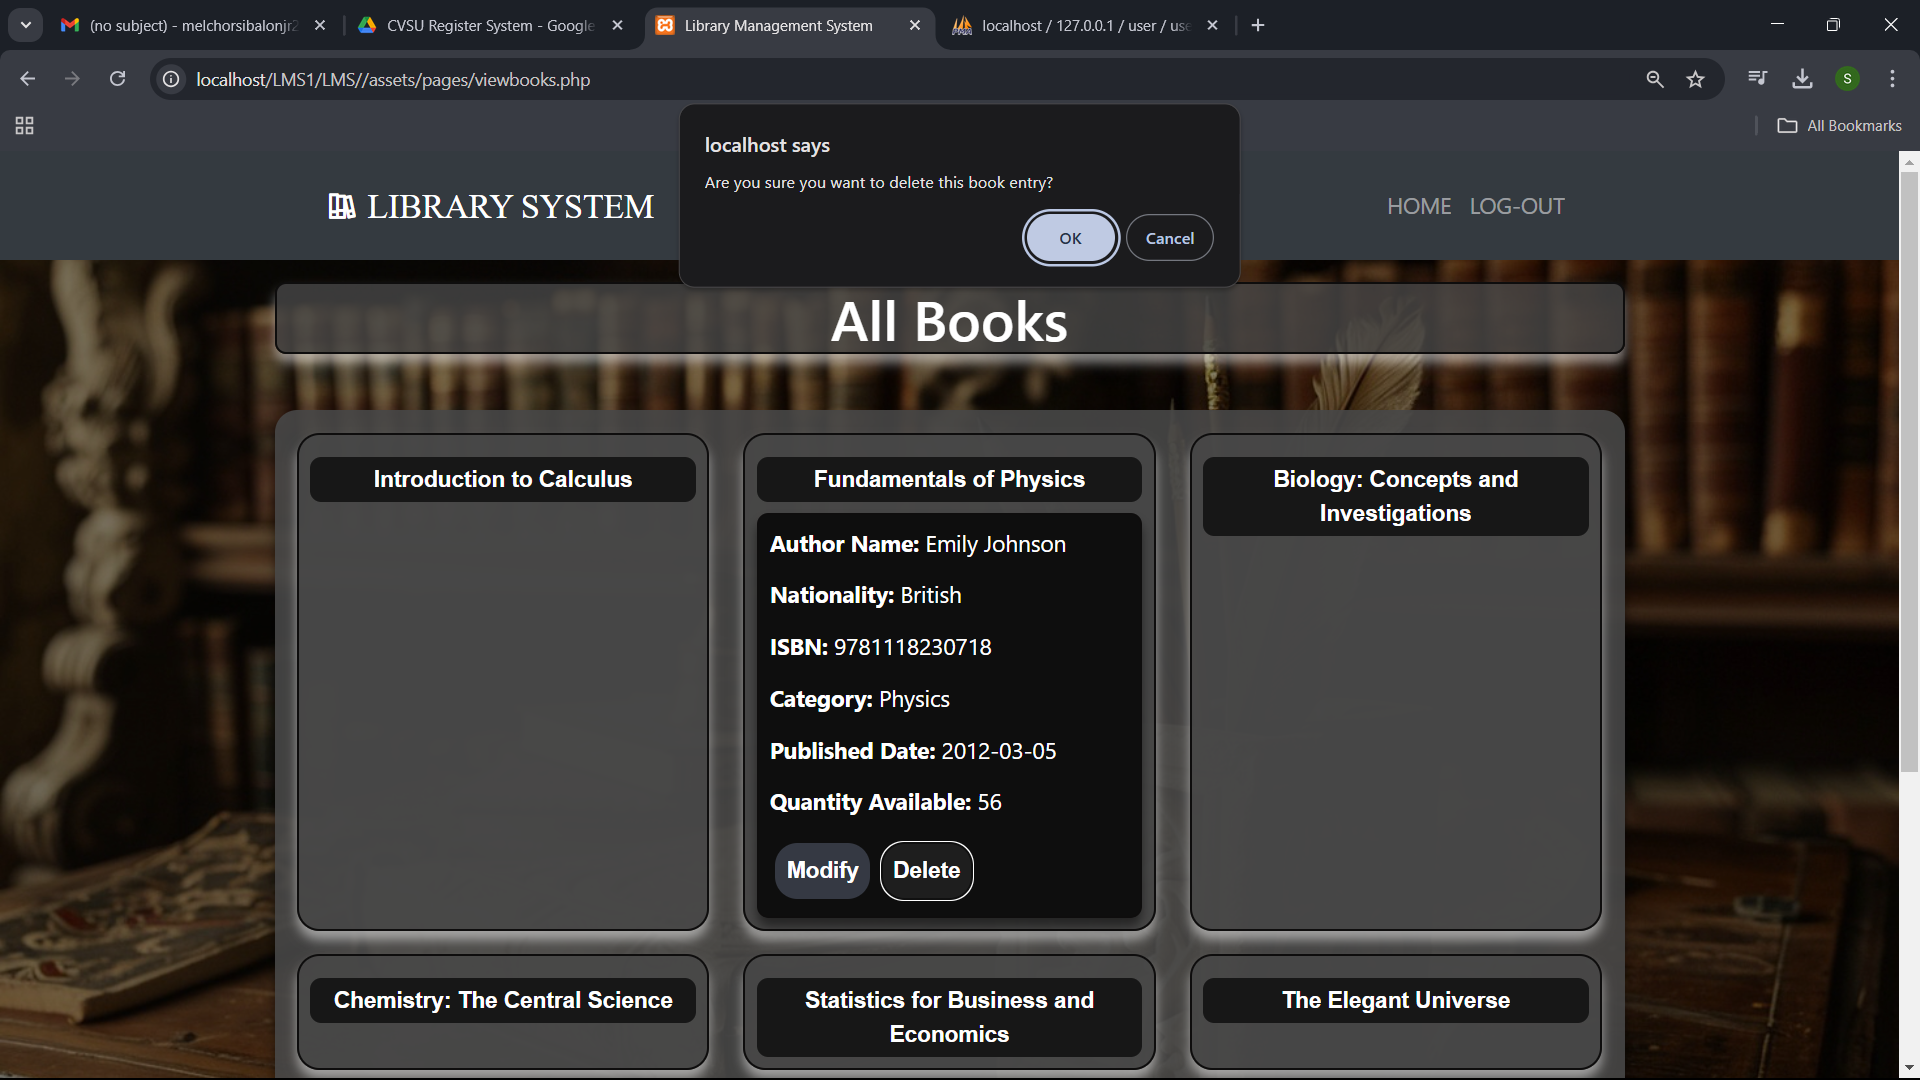 (no subject) - melchorsibalonjr2
CVSU Register System - Google
Library Management System
localhost / 127.0.0.1 / user / use
localhost/LMS1/LMS//assets/pages/viewbooks.php
S
All Bookmarks
localhost says
Are you sure you want to delete this book entry?
OK
Cancel
LIBRARY SYSTEM
HOME LOG-OUT
All Books
Introduction to Calculus
Fundamentals of Physics
Author Name: Emily Johnson
Nationality: British
ISBN: 9781118230718
Category: Physics
Published Date: 2012-03-05
Quantity Available: 56
Modify Delete
Biology: Concepts and
Investigations
Chemistry: The Central Science
Statistics for Business and
Economics
The Elegant Universe